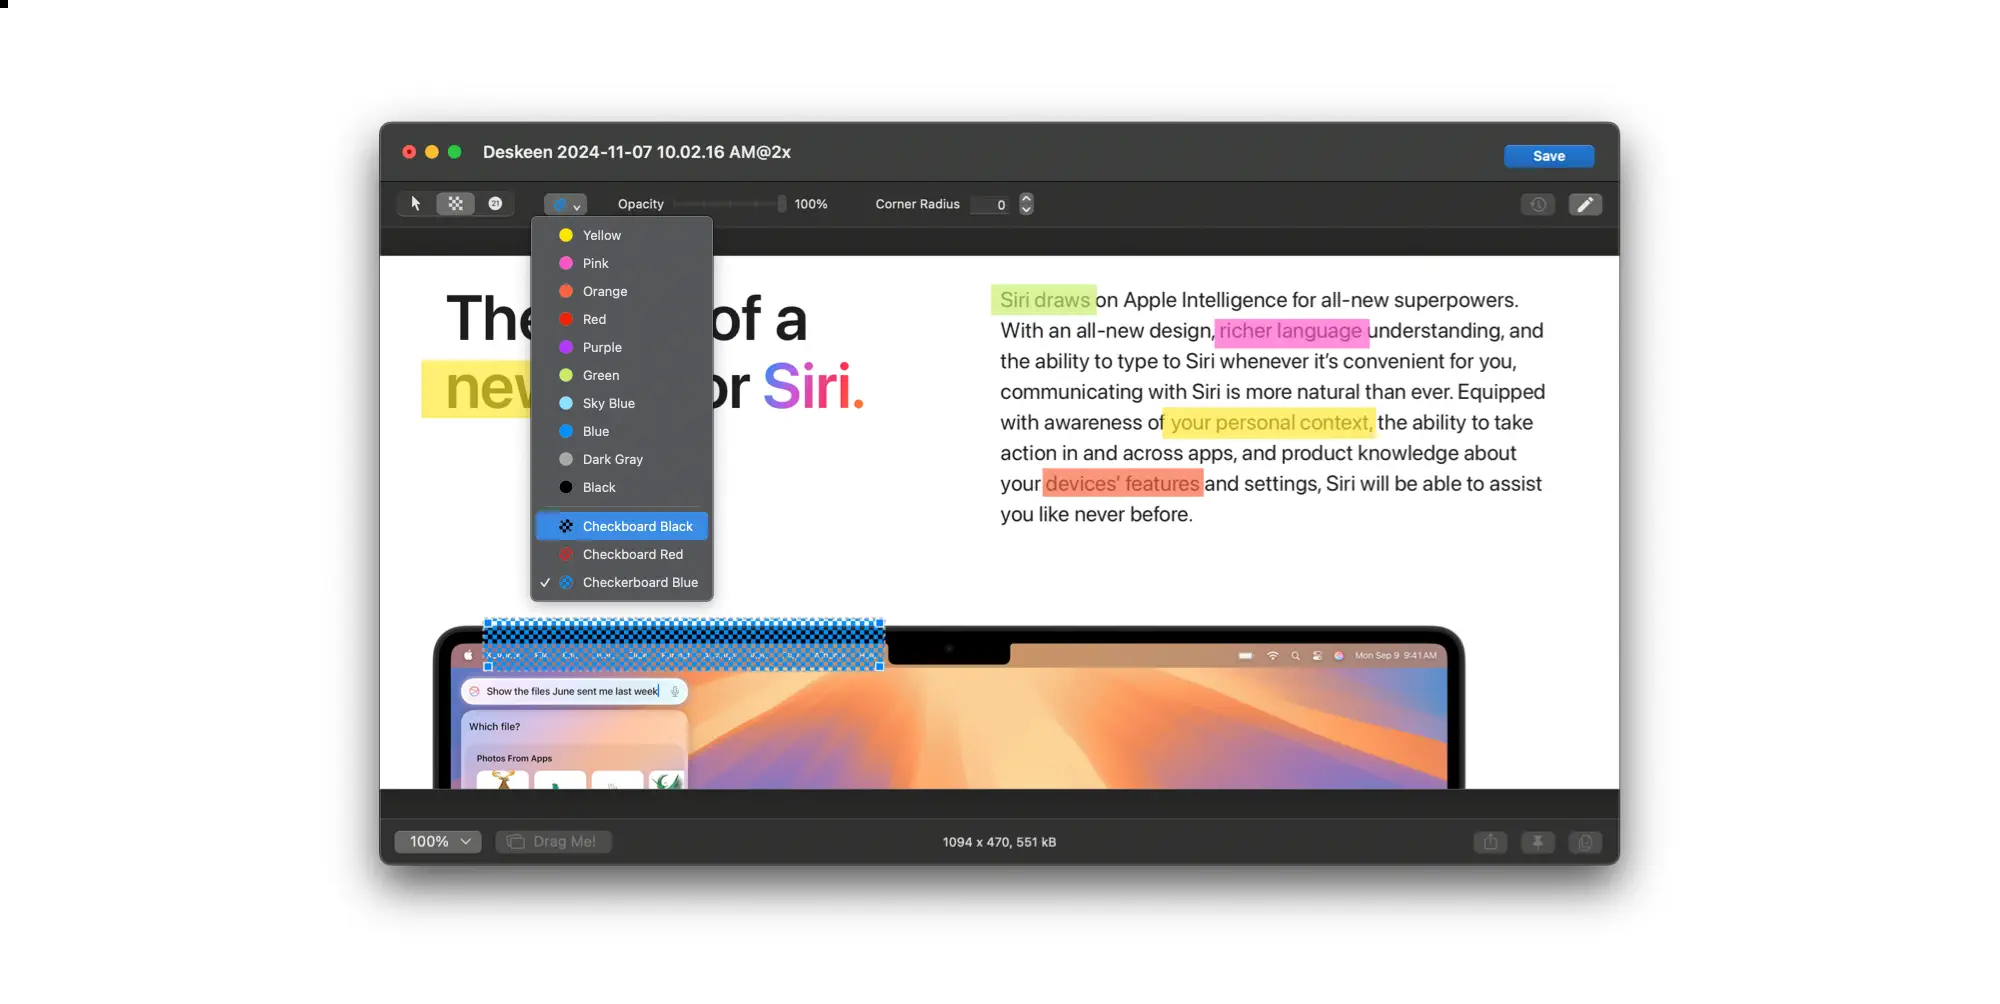 Deskeen 2024-11-07 10.02.16 AM@2x
Save
21
Opacity
100%
Corner Radius
0
Yellow
Pink
Orange
Red
Purple
Green
Sky Blue
Blue
Dark Gray
Black
Checkboard Black
Checkboard Red
Checkerboard Blue
of a
Siri.
Siri draws on Apple Intelligence for all-new superpowers.
With an all-new design, richer language understanding, and
the ability to type to Siri whenever it's convenient for you,
communicating with Siri is more natural than ever. Equipped
with awareness of your personal context, the ability to take
action in and across apps, and product knowledge about
your devices' features and settings, Siri will be able to assist
you like never before.
Mon Sep 9 9:41 AM
Show the files June sent me last week
Which file?
Photos From Apps
100%
Drag Me!
1094 x 470, 551 kB